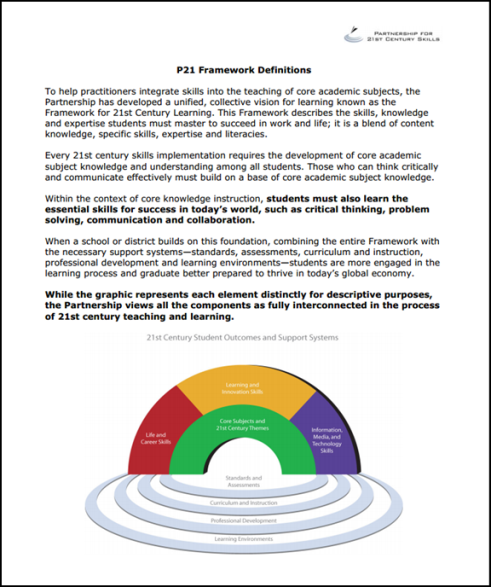 PARTNERSHIP FOR
21ST CENTURY SKILLS
P21 Framework Definitions
To help practitioners integrate skills into the teaching of core academic subjects, the
Partnership has developed a unified, collective vision for learning known as the
Framework for 21st Century Learning. This Framework describes the skills, knowledge
and expertise students must master to succeed in work and life; it is a blend of content
knowledge, specific skills, expertise and literacies.
Every 21st century skills implementation requires the development of core academic
subject knowledge and understanding among all students. Those who can think critically
and communicate effectively must build on a base of core academic subject knowledge.
Within the context of core knowledge instruction, students must also learn the
essential skills for success in today's world, such as critical thinking, problem
solving, communication and collaboration.
When a school or district builds on this foundation, combining the entire Framework with
the necessary support systems—standards, assessments, curriculum and instruction,
professional development and learning environments—students are more engaged in the
learning process and graduate better prepared to thrive in today's global economy.
While the graphic represents each element distinctly for descriptive purposes,
the Partnership views all the components as fully interconnected in the process
of 21st century teaching and learning.
21st Century Student Outcomes and Support Systems
Learning and
Innovation Skills
Core Subjects and
21st Century Themes
Life and
Career Skills
Information,
Media, and
Technology
Skills
Standards and
Assessments
Curriculum and Instruction
Professional Development
Learning Environments